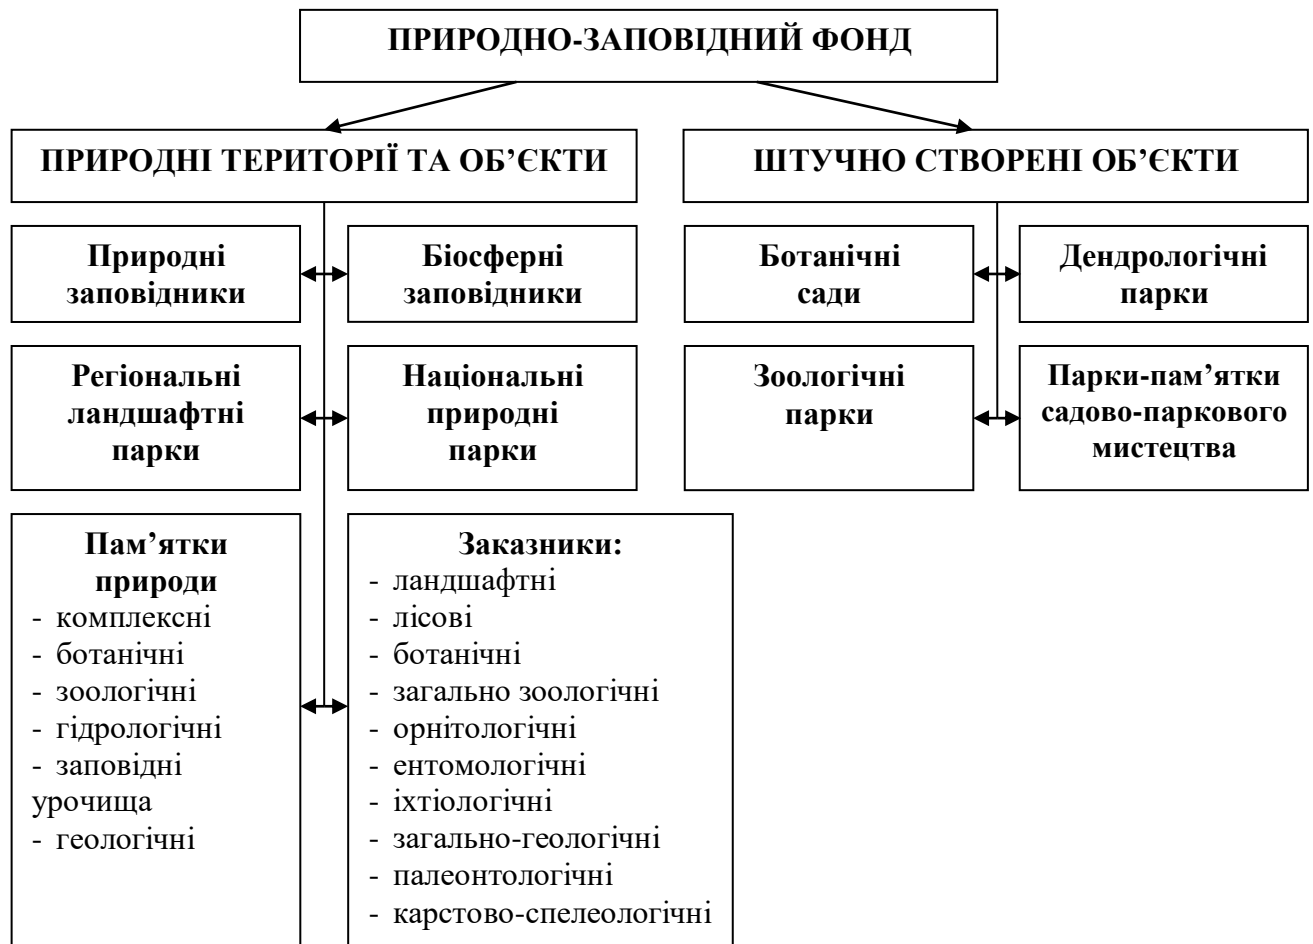 ПРИРОДНО-ЗАПОВІДНИЙ ФОНД
ПРИРОДНІ ТЕРИТОРІЇ ТА ОБ’ЄКТИ
ШТУЧНО СТВОРЕНІ ОБ’ЄКТИ
Природні
заповідники
Біосферні
заповідники
Ботанічні
сади
Дендрологічні
парки
Регіональні
ландшафтні
парки
Національні
природні
парки
Зоологічні
парки
Парки-пам’ятки
садово-паркового
мистецтва
Пам’ятки
природи
- комплексні
- ботанічні
- зоологічні
- гідрологічні
- заповідні
урочища
- геологічні
Заказники:
- ландшафтні
- лісові
- ботанічні
- загально зоологічні
- орнітологічні
- ентомологічні
- іхтіологічні
- загально-геологічні
- палеонтологічні
- карстово-спелеологічні